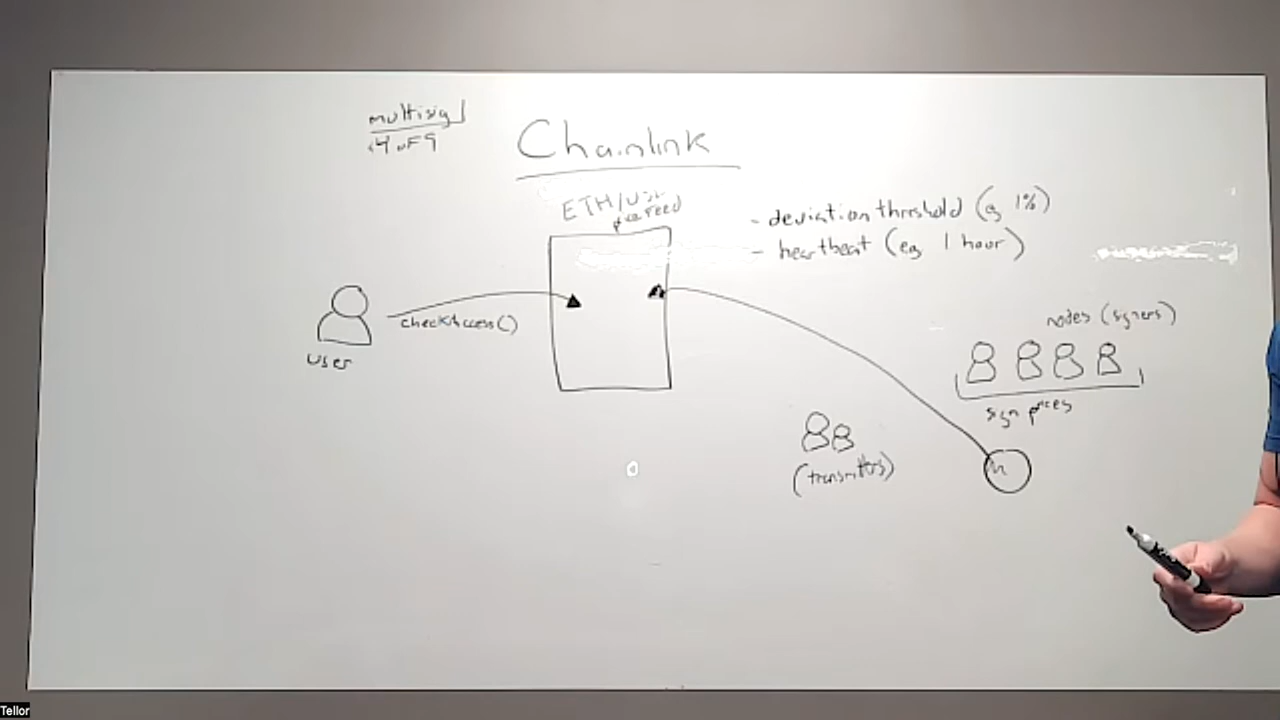 multisig
4 of 9
Chainlink
ETH/USD
price feed
- deviation threshold (eg 1%)
- heartbeat (eg 1 hour)
checkAccess()
user
nodes (signers)
sign prices
(transmitters)
Tellor